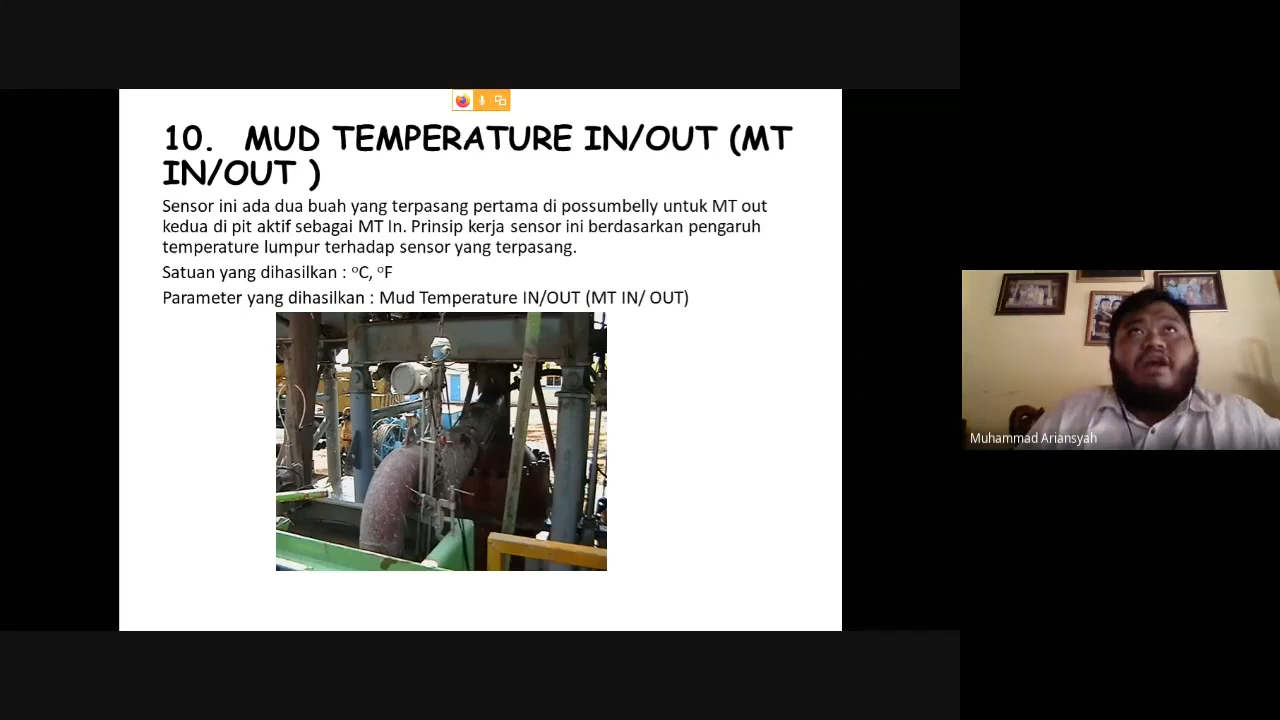 10. MUD TEMPERATURE IN/OUT (MT
IN/OUT )
Sensor ini ada dua buah yang terpasang pertama di possumbelly untuk MT out
kedua di pit aktif sebagai MT In. Prinsip kerja sensor ini berdasarkan pengaruh
temperature lumpur terhadap sensor yang terpasang.
Satuan yang dihasilkan : °C, °F
Parameter yang dihasilkan : Mud Temperature IN/OUT (MT IN/ OUT)
Muhammad Ariansyah